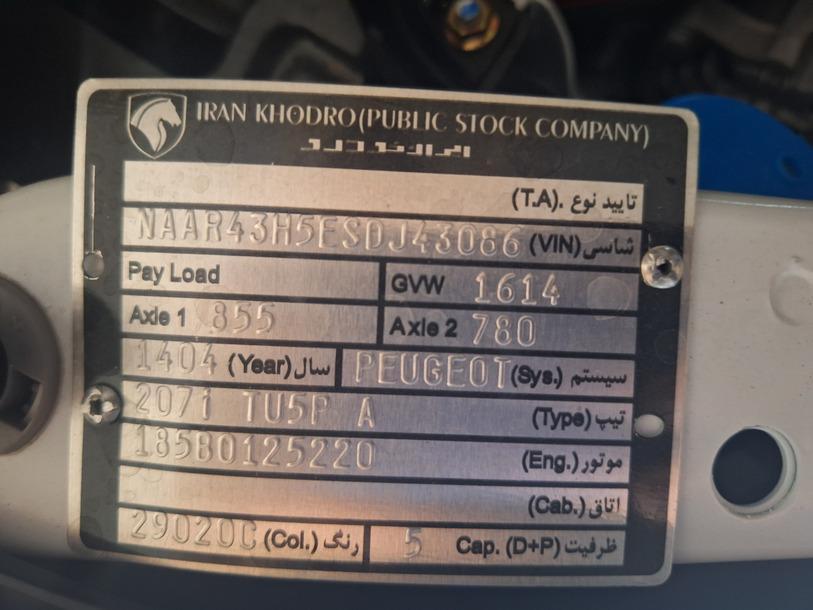 IRAN KHODRO (PUBLIC STOCK COMPANY)
ایران خودرو
تایید نوع .(T.A)
شاسی (VIN) NAAR43H5ESDJ43086
Pay Load GVW 1614
Axle 1 855 Axle 2 780
1404 (Year) سال PEUGEOT (Sys.) سیستم
207i TU5P A (Type) تیپ
185B0125220 (Eng.) موتور
(Cab.) اتاق
29020C (Col.) رنگ 5 Cap. (D+P) ظرفیت